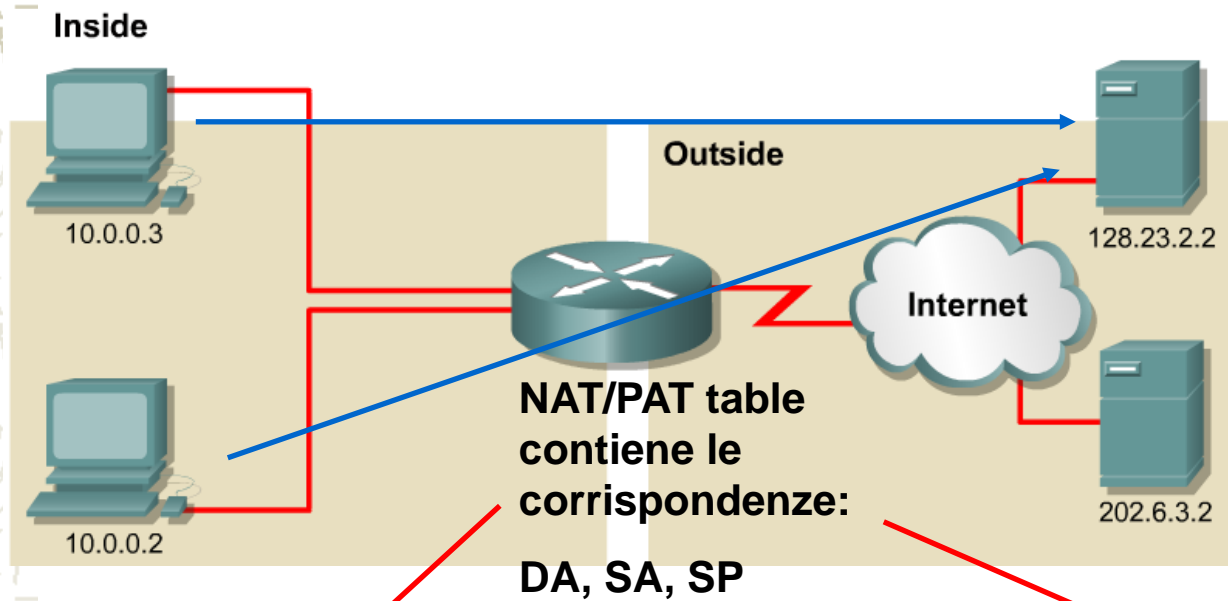 Inside
Outside
10.0.0.3
128.23.2.2
Internet
NAT/PAT table
contiene le
corrispondenze:
202.6.3.2
10.0.0.2
DA, SA, SP